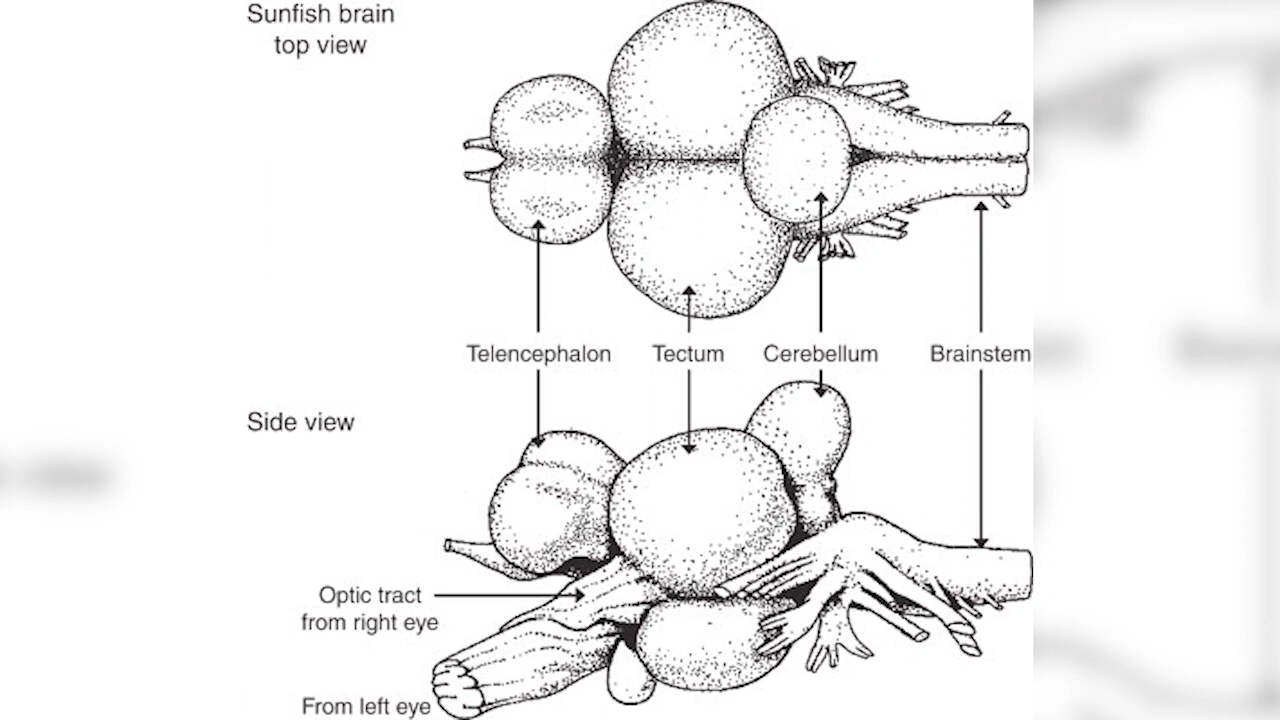 Sunfish brain
top view
Telencephalon
Tectum
Cerebellum
Brainstem
Side view
Optic tract
from right eye
From left eye